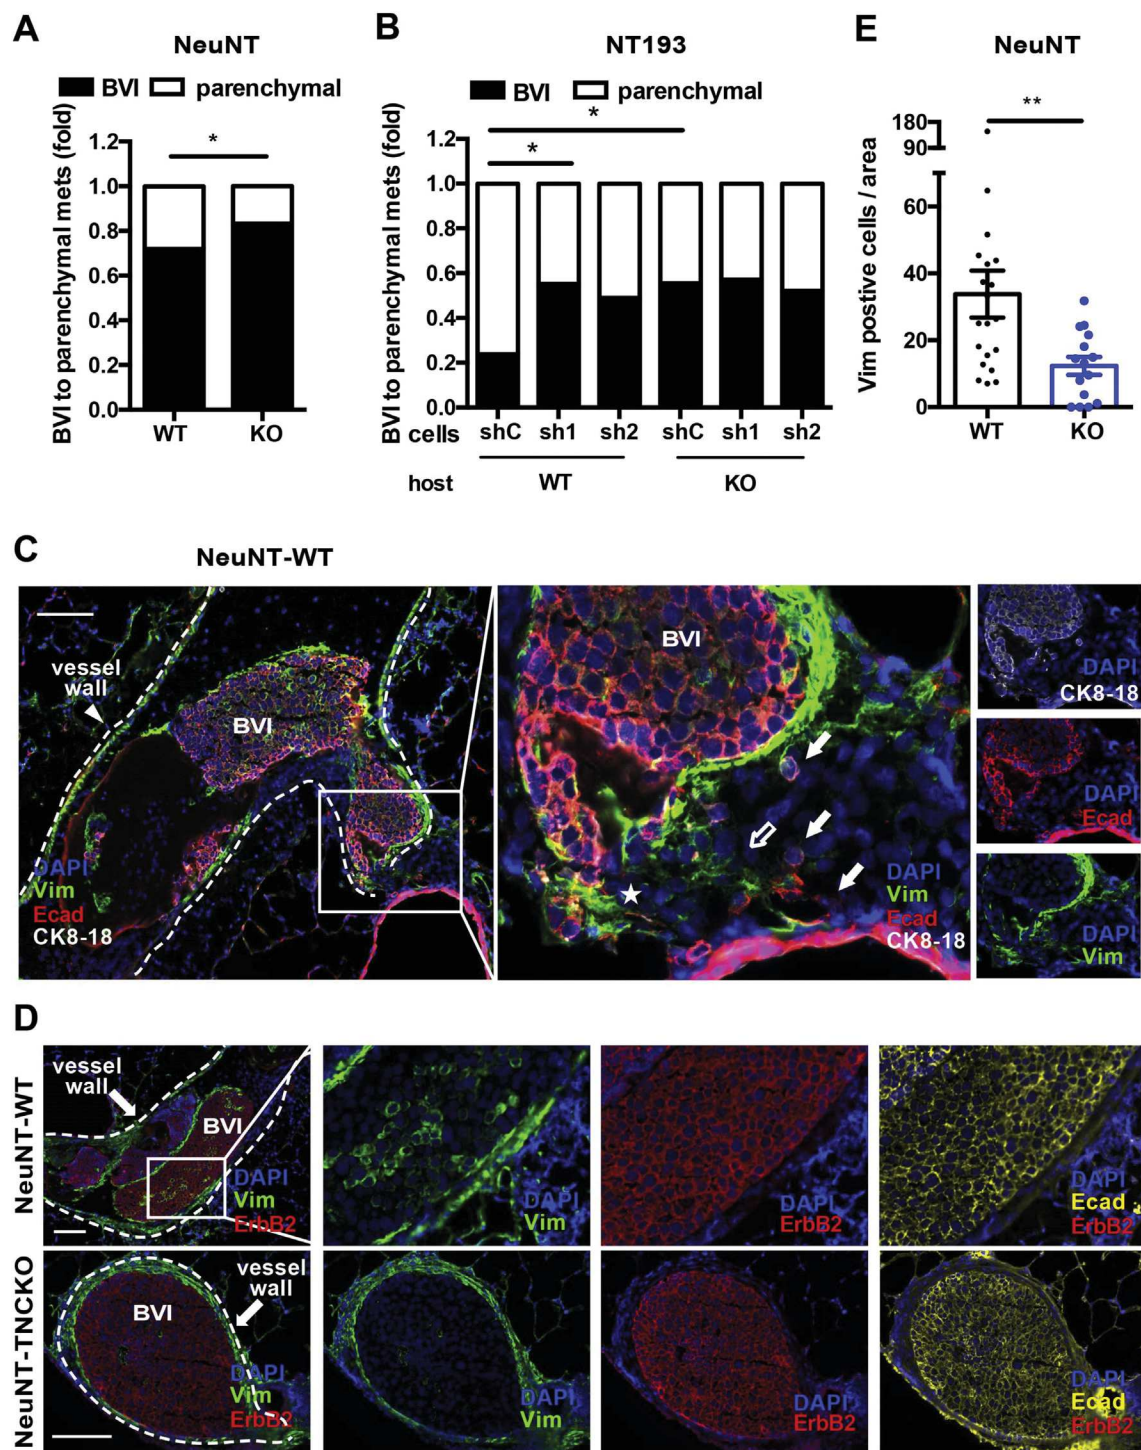 A
NeuNT
BVI parenchymal
BVI to parenchymal mets (fold)
*
1.2
1.0
0.8
0.6
0.4
0.2
0.0
WT KO
B
NT193
BVI parenchymal
BVI to parenchymal mets (fold)
*
*
1.2
1.0
0.8
0.6
0.4
0.2
0.0
cells shC sh1 sh2 shC sh1 sh2
host WT KO
E
NeuNT
Vim postive cells / area
**
180
90
60
40
20
0
WT KO
C
NeuNT-WT
vessel
wall
BVI
DAPI
Vim
Ecad
CK8-18
BVI
DAPI
Vim
Ecad
CK8-18
DAPI
CK8-18
DAPI
Ecad
DAPI
Vim
D
NeuNT-WT
vessel
wall
BVI
DAPI
Vim
ErbB2
DAPI
Vim
DAPI
ErbB2
DAPI
Ecad
ErbB2
NeuNT-TNCKO
vessel
wall
BVI
DAPI
Vim
ErbB2
DAPI
Vim
DAPI
ErbB2
DAPI
Ecad
ErbB2